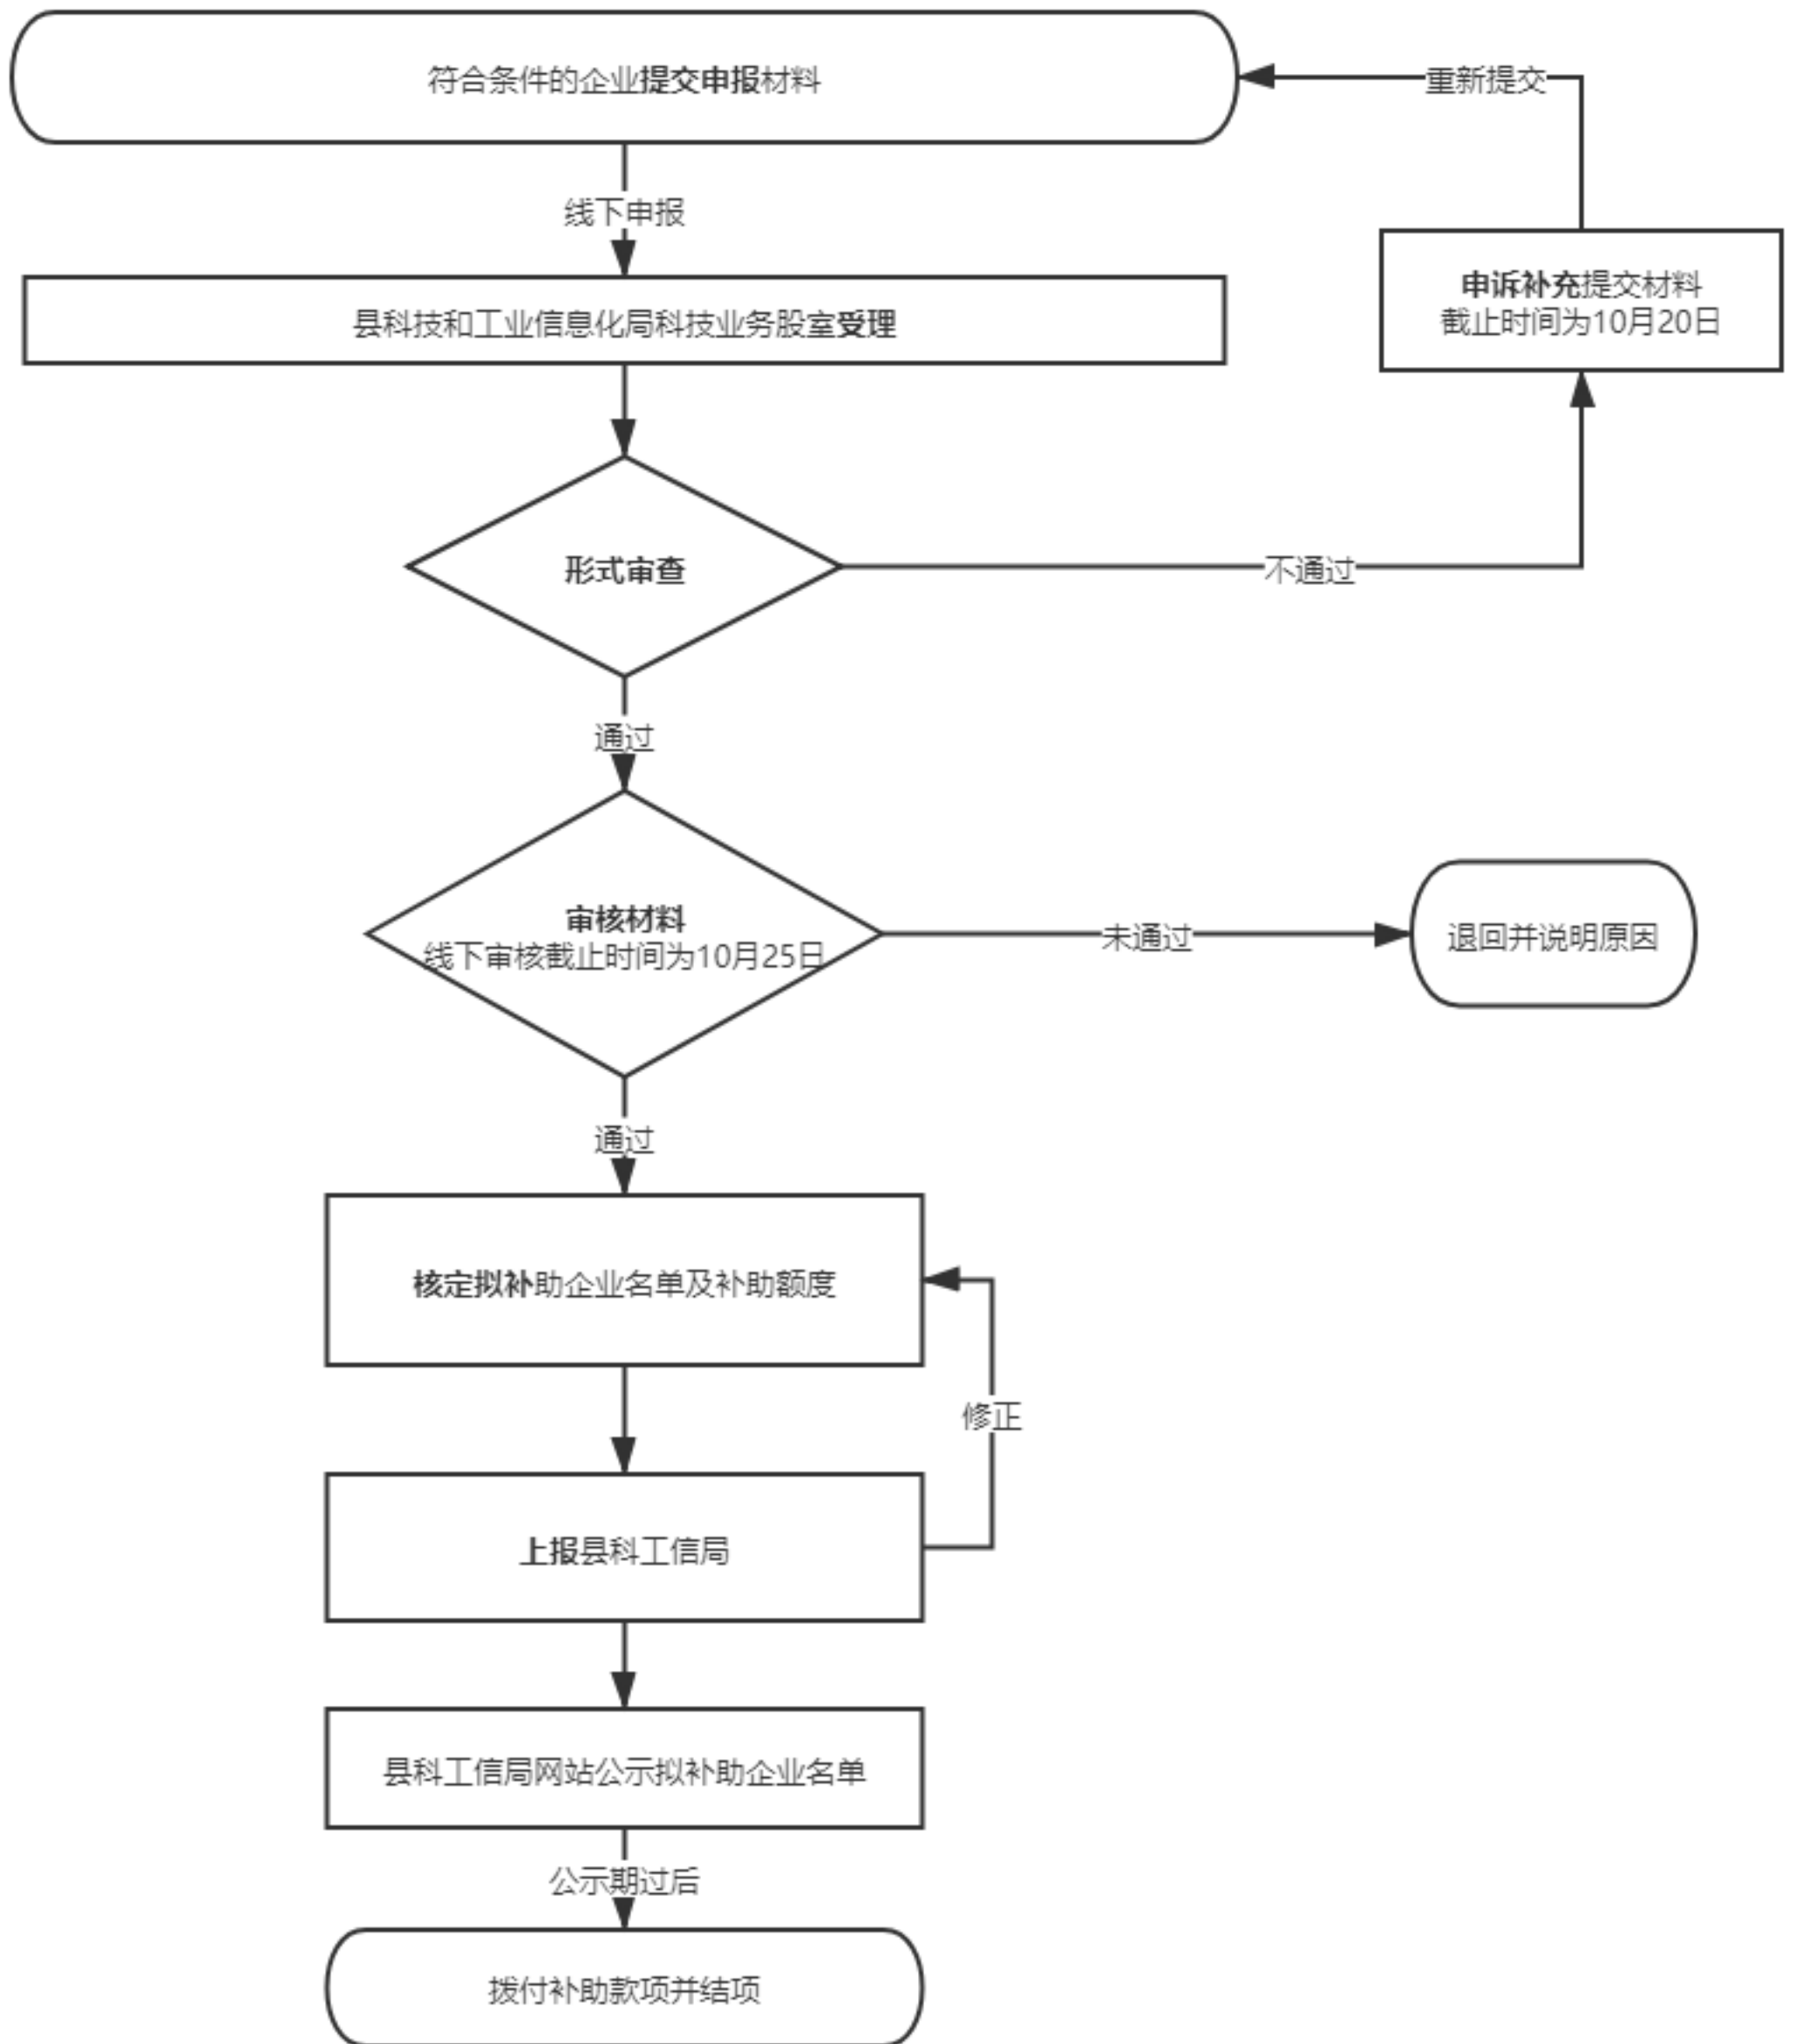 符合条件的企业提交申报材料
重新提交
线下申报
县科技和工业信息化局科技业务股室受理
申诉补充提交材料
截止时间为10月20日
形式审查
不通过
通过
审核材料
线下审核截止时间为10月25日
未通过
退回并说明原因
通过
核定拟补助企业名单及补助额度
修正
上报县科工信局
县科工信局网站公示拟补助企业名单
公示期过后
拨付补助款项并结项